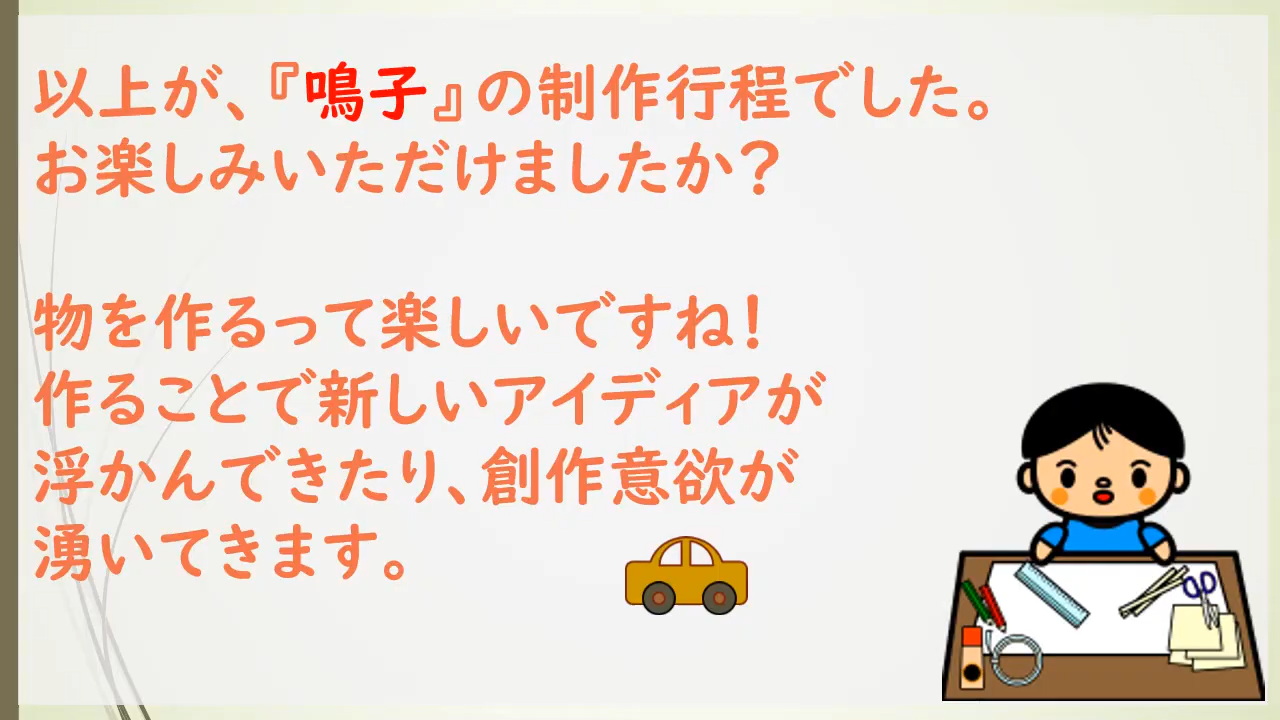 以上が、『鳴子』の制作行程でした。
お楽しみいただけましたか？
物を作るって楽しいですね！
作ることで新しいアイディアが
浮かんできたり、創作意欲が
湧いてきます。